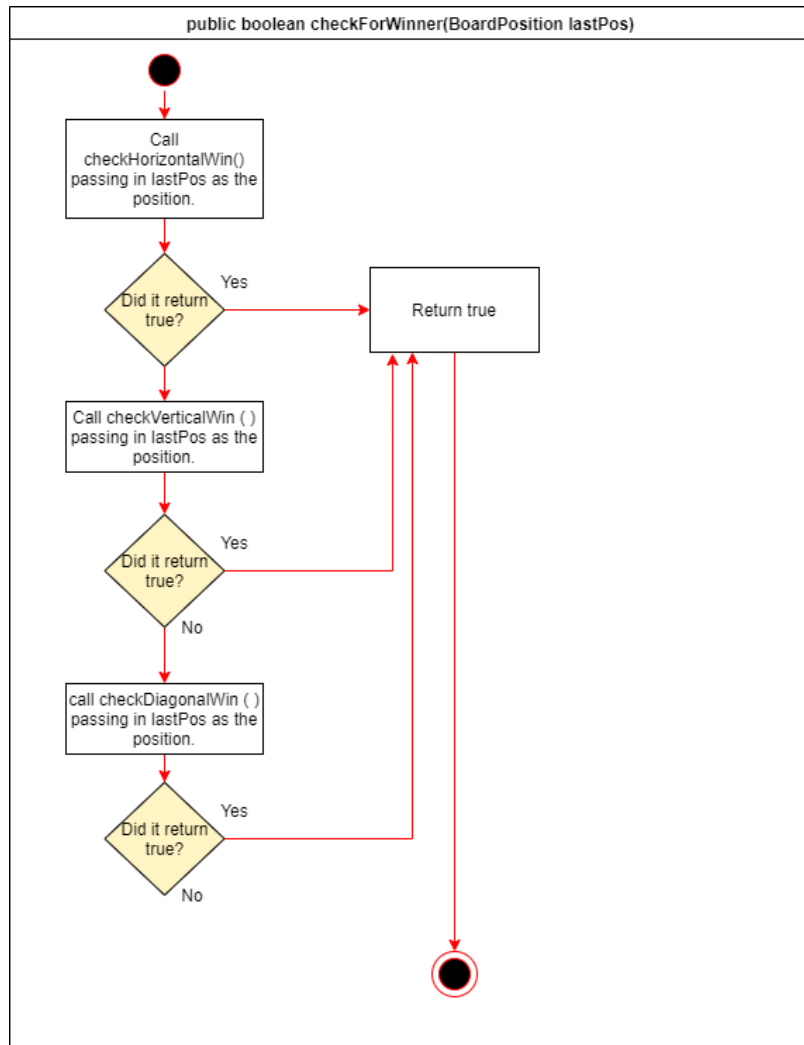 public boolean checkForWinner(BoardPosition lastPos)
Call
checkHorizontalWin()
passing in lastPos as the
position.
Yes
Did it return
true?
Return true
Call checkVerticalWin ( )
passing in lastPos as the
position.
Yes
Did it return
true?
No
call checkDiagonalWin ( )
passing in lastPos as the
position.
Yes
Did it return
true?
No